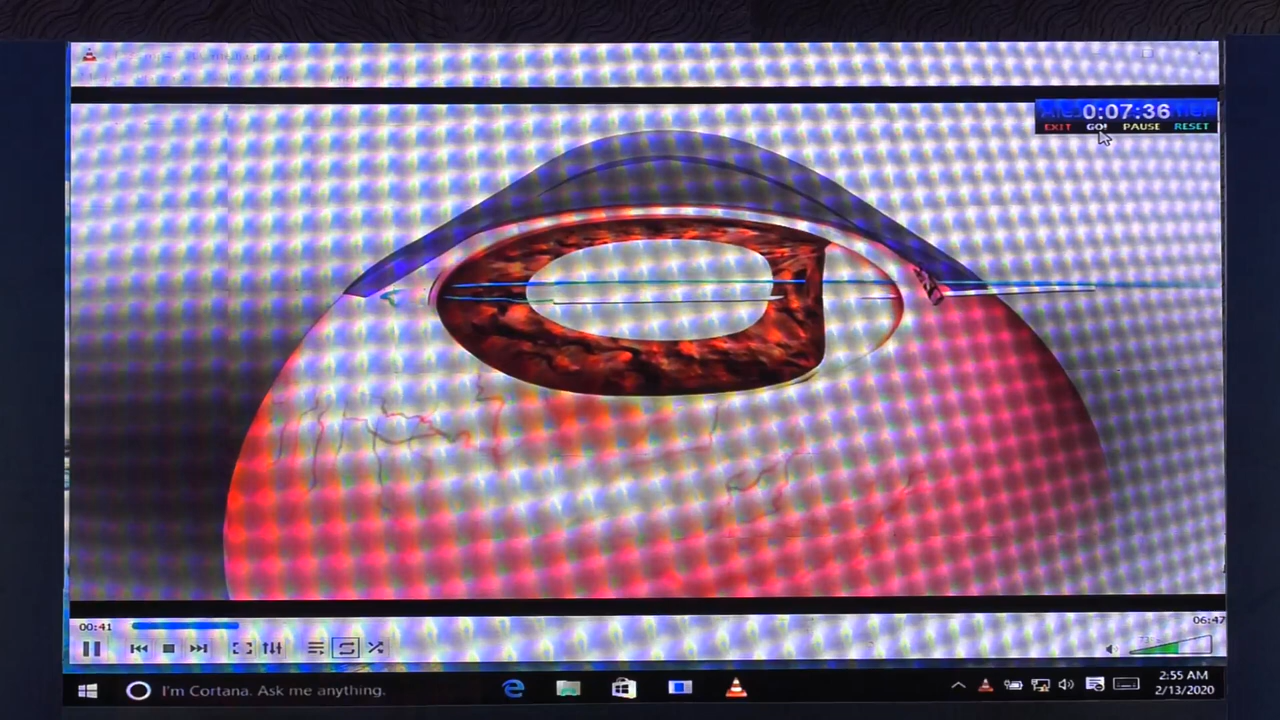 0:07:36
EXIT GO! PAUSE RESET
00:41
06:47
I'm Cortana. Ask me anything.
2:55 AM
2/13/2020